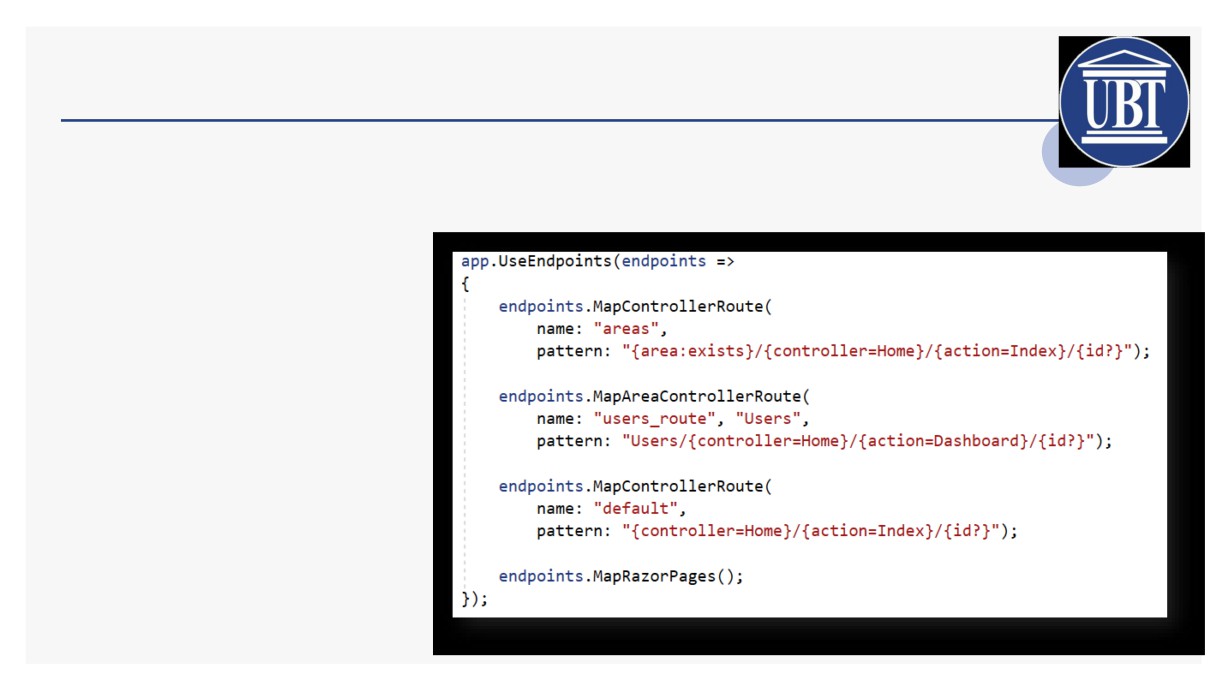 UBT
app.UseEndpoints(endpoints =>
{
    endpoints.MapControllerRoute(
        name: "areas",
        pattern: "{area:exists}/{controller=Home}/{action=Index}/{id?}");

    endpoints.MapAreaControllerRoute(
        name: "users_route", "Users",
        pattern: "Users/{controller=Home}/{action=Dashboard}/{id?}");

    endpoints.MapControllerRoute(
        name: "default",
        pattern: "{controller=Home}/{action=Index}/{id?}");

    endpoints.MapRazorPages();
});